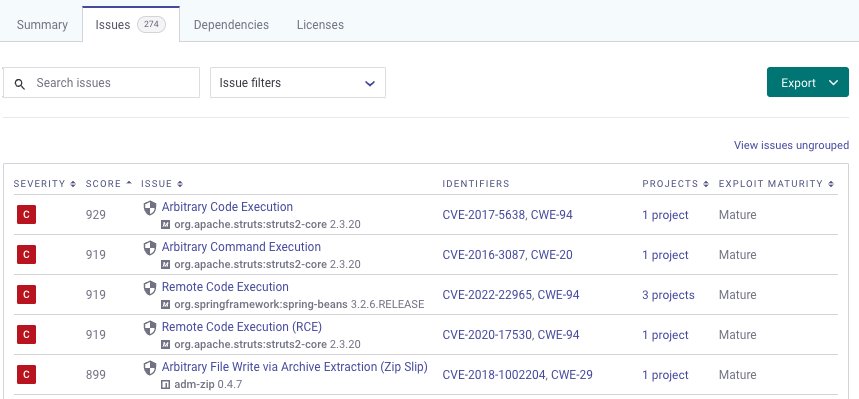 Summary Issues 274 Dependencies Licenses
Search issues Issue filters Export
View issues ungrouped
SEVERITY SCORE ISSUE IDENTIFIERS PROJECTS EXPLOIT MATURITY
C 929 Arbitrary Code Execution CVE-2017-5638, CWE-94 1 project Mature
org.apache.struts:struts2-core 2.3.20
C 919 Arbitrary Command Execution CVE-2016-3087, CWE-20 1 project Mature
org.apache.struts:struts2-core 2.3.20
C 919 Remote Code Execution CVE-2022-22965, CWE-94 3 projects Mature
org.springframework:spring-beans 3.2.6.RELEASE
C 919 Remote Code Execution (RCE) CVE-2020-17530, CWE-94 1 project Mature
org.apache.struts:struts2-core 2.3.20
C 899 Arbitrary File Write via Archive Extraction (Zip Slip) CVE-2018-1002204, CWE-29 1 project Mature
adm-zip 0.4.7